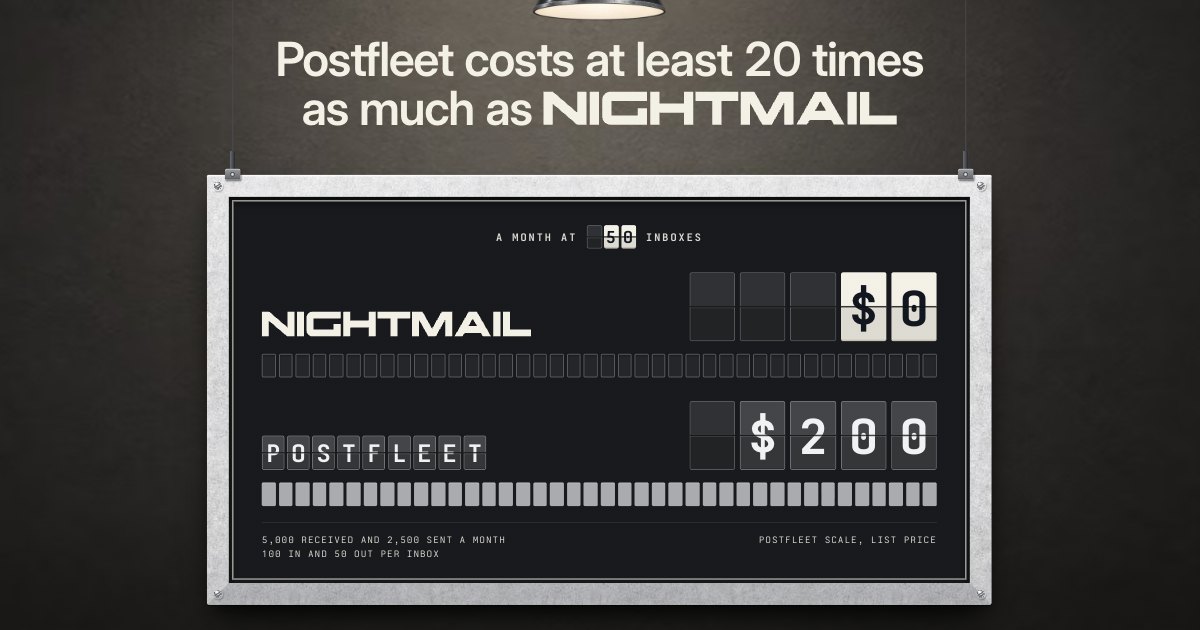 Postfleet costs at least 20 times
as much as NIGHTMAIL
A MONTH AT 50 INBOXES
NIGHTMAIL $0
POSTFLEET $200
5,000 RECEIVED AND 2,500 SENT A MONTH
100 IN AND 50 OUT PER INBOX
POSTFLEET SCALE, LIST PRICE